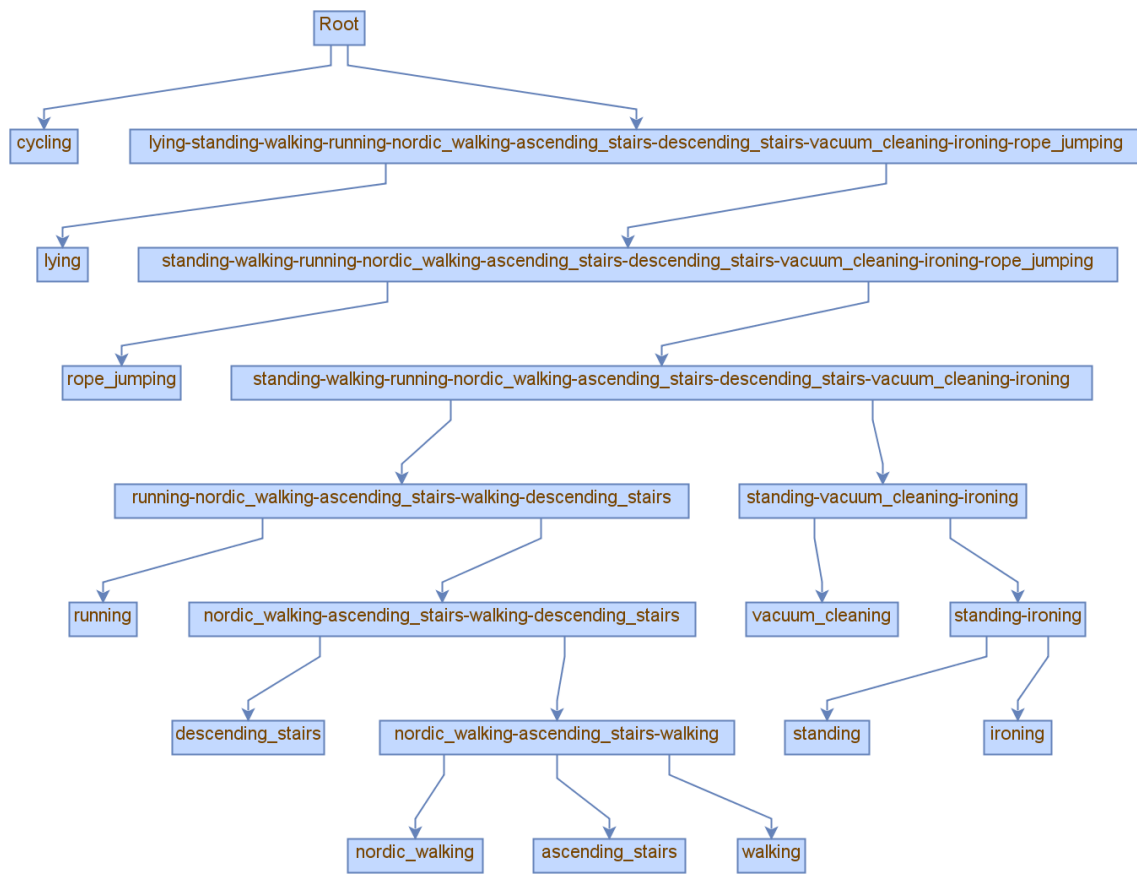 Root
cycling
lying-standing-walking-running-nordic_walking-ascending_stairs-descending_stairs-vacuum_cleaning-ironing-rope_jumping
lying
standing-walking-running-nordic_walking-ascending_stairs-descending_stairs-vacuum_cleaning-ironing-rope_jumping
rope_jumping
standing-walking-running-nordic_walking-ascending_stairs-descending_stairs-vacuum_cleaning-ironing
running-nordic_walking-ascending_stairs-walking-descending_stairs
standing-vacuum_cleaning-ironing
running
nordic_walking-ascending_stairs-walking-descending_stairs
vacuum_cleaning
standing-ironing
descending_stairs
nordic_walking-ascending_stairs-walking
standing
ironing
nordic_walking
ascending_stairs
walking